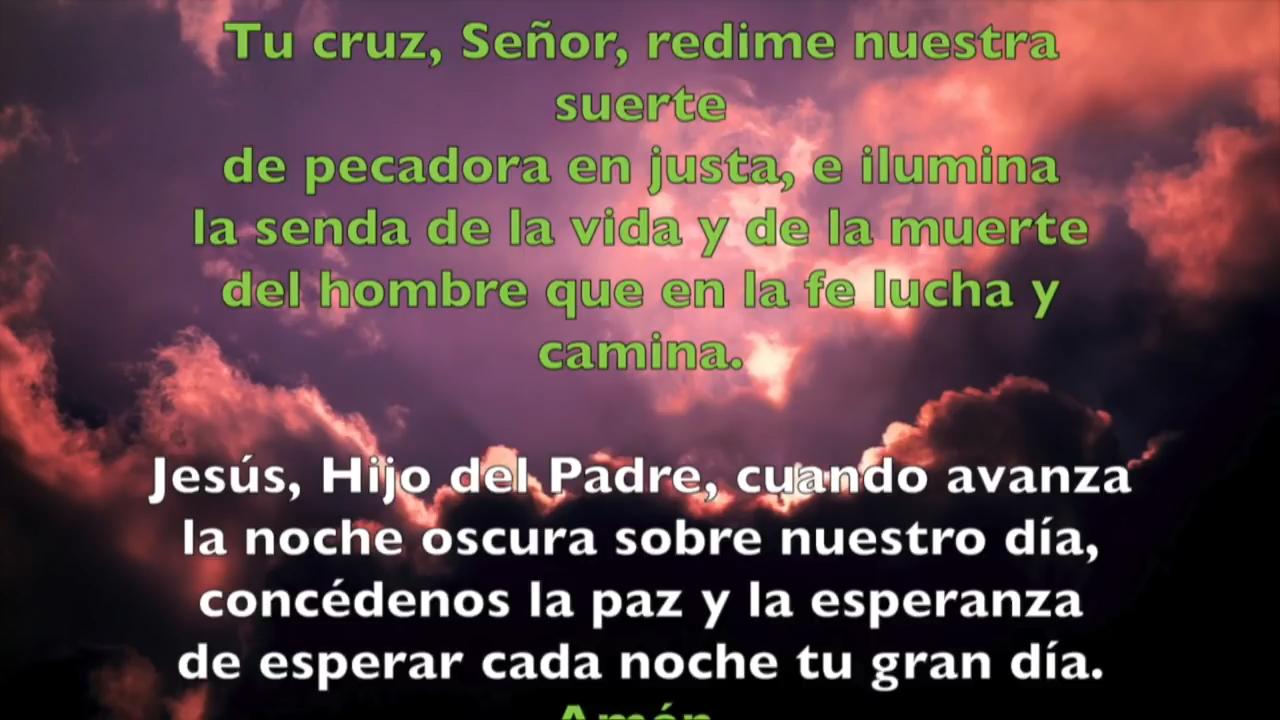 Tu cruz, Señor, redime nuestra
suerte
de pecadora en justa, e ilumina
la senda de la vida y de la muerte
del hombre que en la fe lucha y
camina.
Jesús, Hijo del Padre, cuando avanza
la noche oscura sobre nuestro día,
concédenos la paz y la esperanza
de esperar cada noche tu gran día.
Amén